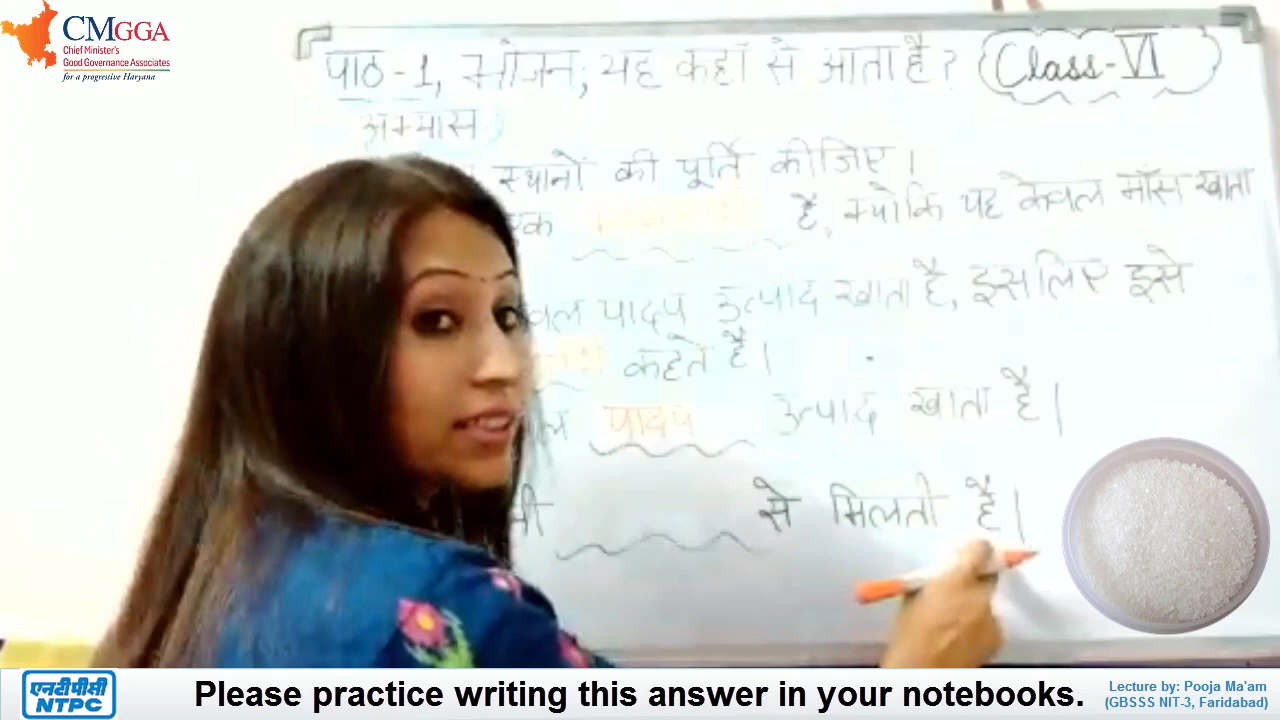 CMGGA
Chief Minister's
Good Governance Associates
for a progressive Haryana
पाठ-1, भोजन; यह कहाँ से आता है? Class-VI
अभ्यास
स्थानों की पूर्ति कीजिए।
एक है, क्योंकि यह केवल माँस खाता
पादप उत्पाद खाता है, इसलिए इसे
कहते हैं।
पादप उत्पाद खाता है।
से मिलती है।
एनटीपीसी
NTPC
Please practice writing this answer in your notebooks.
Lecture by: Pooja Ma'am
(GBSSS NIT-3, Faridabad)